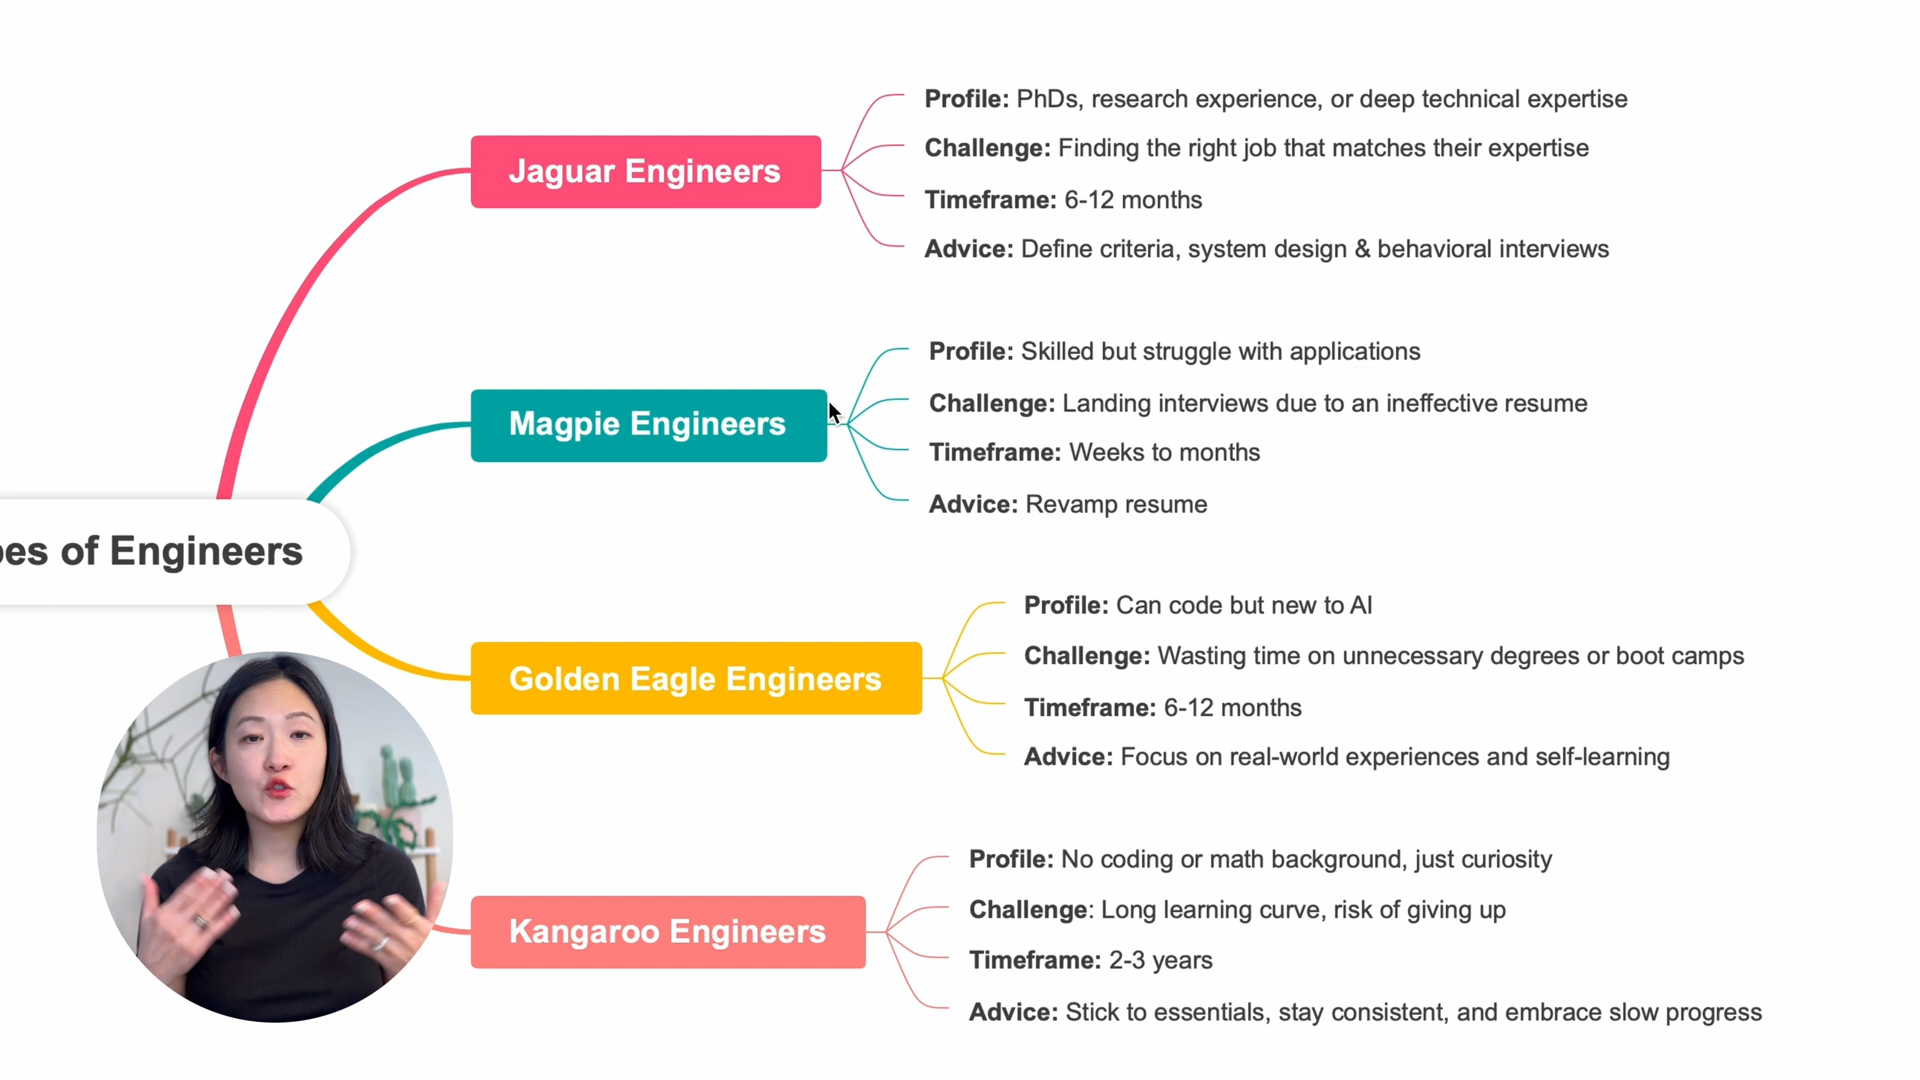 Jaguar Engineers
Profile: PhDs, research experience, or deep technical expertise
Challenge: Finding the right job that matches their expertise
Timeframe: 6-12 months
Advice: Define criteria, system design & behavioral interviews
Magpie Engineers
Profile: Skilled but struggle with applications
Challenge: Landing interviews due to an ineffective resume
Timeframe: Weeks to months
Advice: Revamp resume
of Engineers
Golden Eagle Engineers
Profile: Can code but new to AI
Challenge: Wasting time on unnecessary degrees or boot camps
Timeframe: 6-12 months
Advice: Focus on real-world experiences and self-learning
Kangaroo Engineers
Profile: No coding or math background, just curiosity
Challenge: Long learning curve, risk of giving up
Timeframe: 2-3 years
Advice: Stick to essentials, stay consistent, and embrace slow progress